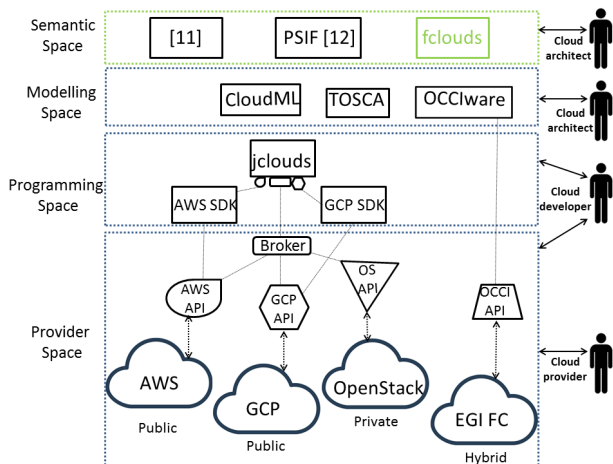 Semantic
Space
[11]
PSIF [12]
fclouds
Cloud
architect
Modelling
Space
CloudML
TOSCA
OCCIware
Cloud
architect
Programming
Space
jclouds
AWS SDK
GCP SDK
Cloud
developer
Provider
Space
Broker
AWS
API
GCP
API
OS
API
OCCI
API
AWS
Public
GCP
Public
OpenStack
Private
EGI FC
Hybrid
Cloud
provider